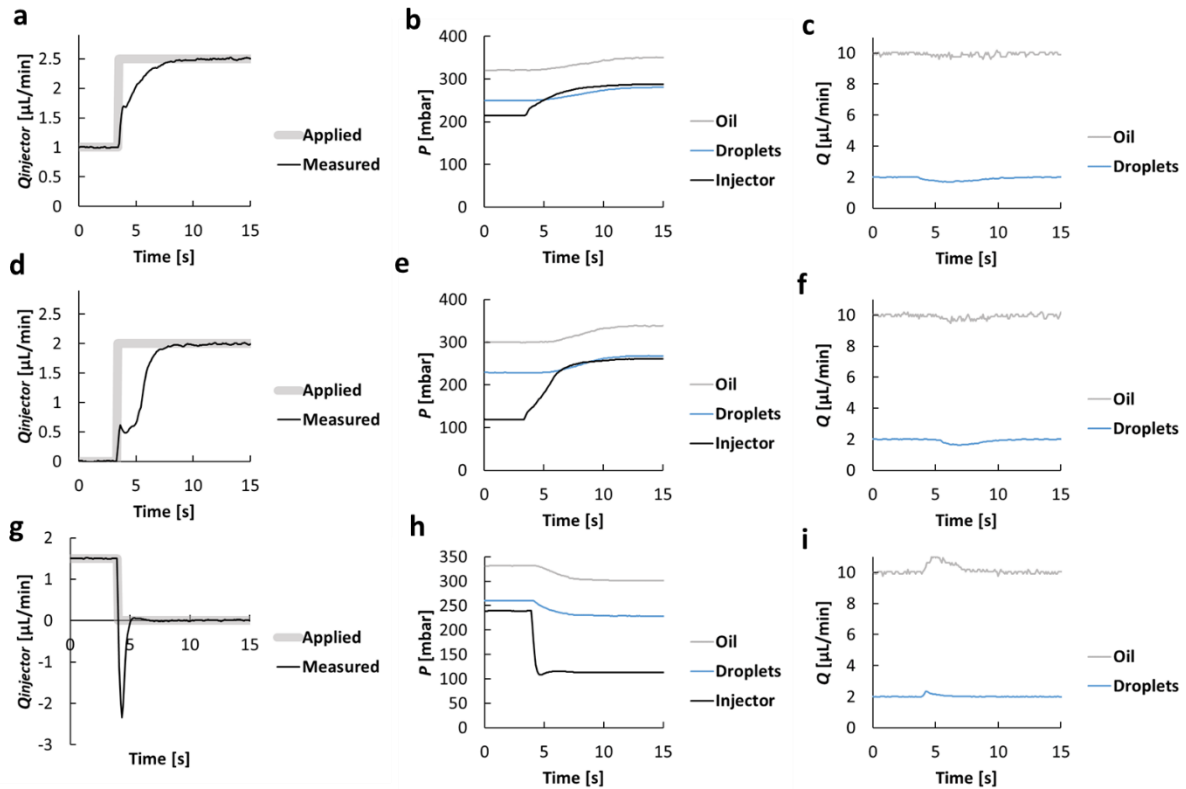 a
Qinjector [µL/min]
2.5
2
1.5
1
0.5
0
0
5
10
15
Time [s]
Applied
Measured
b
P [mbar]
400
300
200
100
0
0
5
10
15
Time [s]
Oil
Droplets
Injector
c
Q [µL/min]
10
8
6
4
2
0
0
5
10
15
Time [s]
Oil
Droplets
d
Qinjector [µL/min]
2.5
2
1.5
1
0.5
0
0
5
10
15
Time [s]
Applied
Measured
e
P [mbar]
400
300
200
100
0
0
5
10
15
Time [s]
Oil
Droplets
Injector
f
Q [µL/min]
10
8
6
4
2
0
0
5
10
15
Time [s]
Oil
Droplets
g
Qinjector [µL/min]
2
1
0
-1
-2
-3
0
5
10
15
Time [s]
Applied
Measured
h
P [mbar]
350
300
250
200
150
100
50
0
0
5
10
15
Time [s]
Oil
Droplets
Injector
i
Q [µL/min]
10
8
6
4
2
0
0
5
10
15
Time [s]
Oil
Droplets